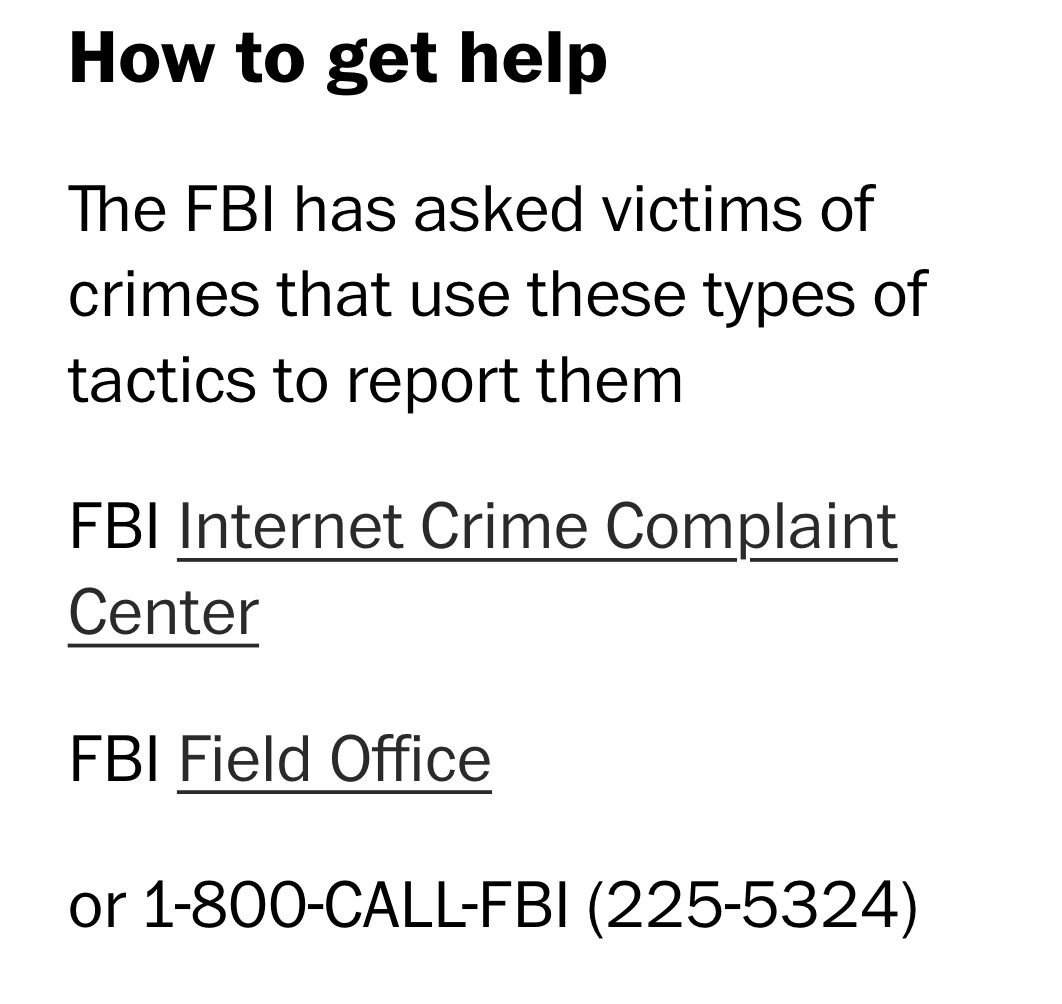 How to get help
The FBI has asked victims of
crimes that use these types of
tactics to report them
FBI Internet Crime Complaint
Center
FBI Field Office
or 1-800-CALL-FBI (225-5324)